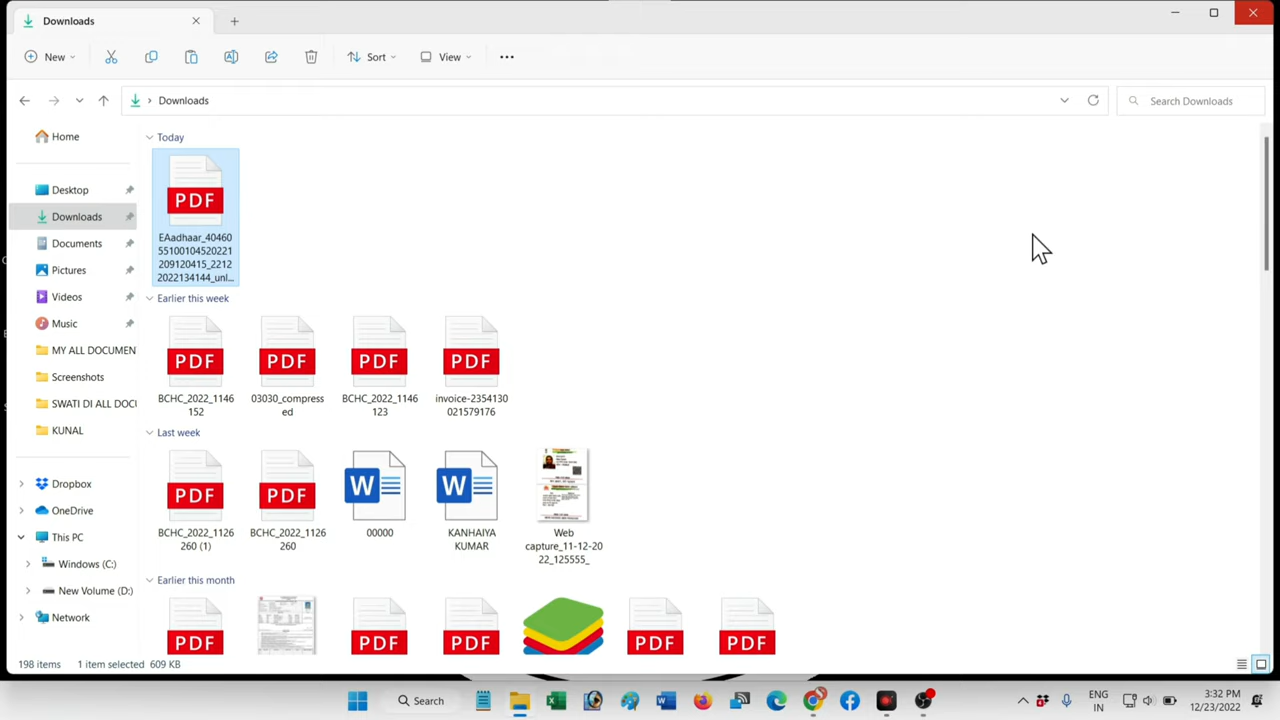 Downloads
New
Sort
View
Downloads
Search Downloads
Home
Desktop
Downloads
Documents
Pictures
Videos
Music
MY ALL DOCUMEN
Screenshots
SWATI DI ALL DOCU
KUNAL
Dropbox
OneDrive
This PC
Windows (C:)
New Volume (D:)
Network
Today
PDF
EAadhaar_40460
55100104520221
209120415_2212
2022134144_unl...
Earlier this week
PDF
PDF
PDF
PDF
BCHC_2022_1146
152
03030_compress
ed
BCHC_2022_1146
123
invoice-2354130
021579176
Last week
PDF
PDF
W
W
BCHC_2022_1126
260 (1)
BCHC_2022_1126
260
00000
KANHAIYA
KUMAR
Web
capture_11-12-20
22_125555_
Earlier this month
PDF
PDF
PDF
PDF
PDF
198 items
1 item selected 609 KB
Search
ENG
IN
3:32 PM
12/23/2022